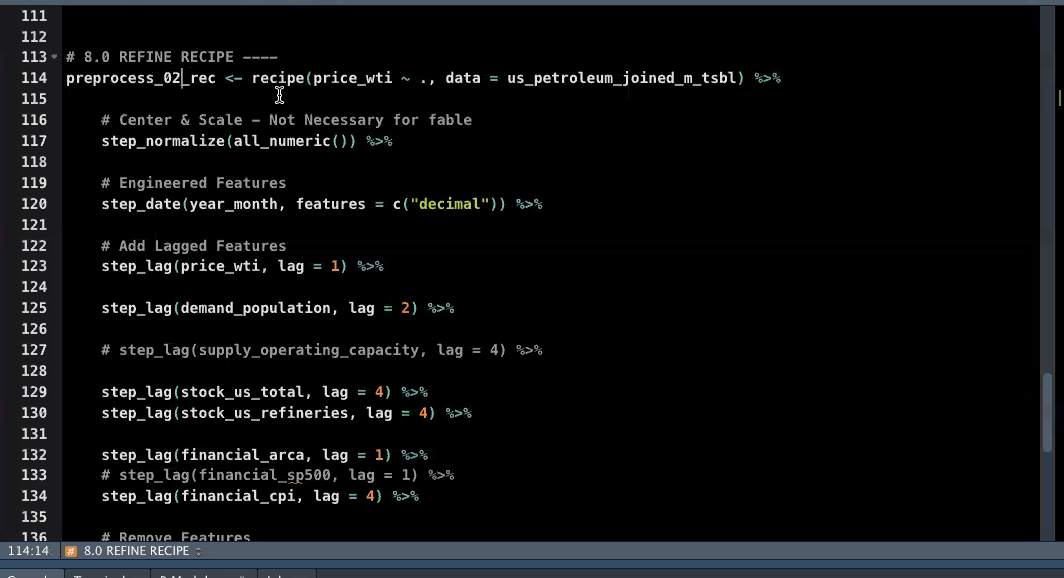 111
112
113 # 8.0 REFINE RECIPE ----
114 preprocess_02_rec <- recipe(price_wti ~ ., data = us_petroleum_joined_m_tsbl) %>%
115
116 # Center & Scale - Not Necessary for fable
117 step_normalize(all_numeric()) %>%
118
119 # Engineered Features
120 step_date(year_month, features = c("decimal")) %>%
121
122 # Add Lagged Features
123 step_lag(price_wti, lag = 1) %>%
124
125 step_lag(demand_population, lag = 2) %>%
126
127 # step_lag(supply_operating_capacity, lag = 4) %>%
128
129 step_lag(stock_us_total, lag = 4) %>%
130 step_lag(stock_us_refineries, lag = 4) %>%
131
132 step_lag(financial_arca, lag = 1) %>%
133 # step_lag(financial_sp500, lag = 1) %>%
134 step_lag(financial_cpi, lag = 4) %>%
135
136 # Remove Features
114:14 # 8.0 REFINE RECIPE